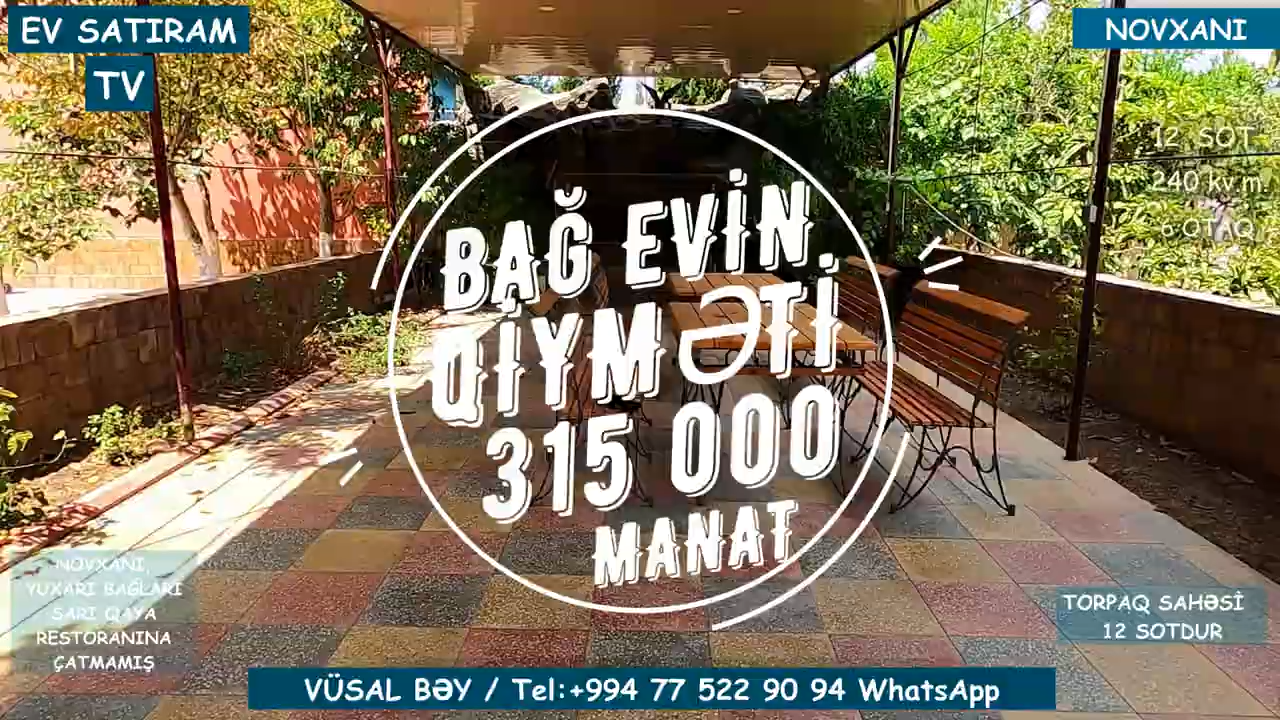 EV SATIRAM
TV
NOVXANI
12 SOT
240 kv.m.
6 OTAQ
BAĞ EVİN
QİYMƏTİ
315 000
MANAT
NOVXANI,
YUXARI BAĞLARI
SARI QAYA
RESTORANINA
ÇATMAMIŞ
TORPAQ SAHƏSİ
12 SOTDUR
VÜSAL BƏY / Tel:+994 77 522 90 94 WhatsApp